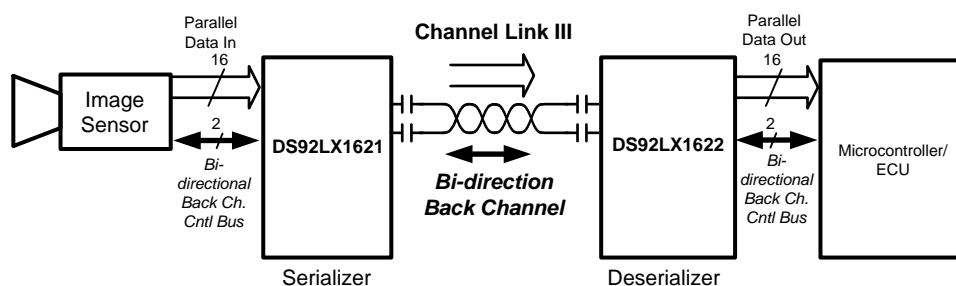 Parallel
Data In
16
Channel Link III
Parallel
Data Out
16
Image
Sensor
2
Bi-
directional
Back Ch.
Cntl Bus
DS92LX1621
Bi-direction
Back Channel
DS92LX1622
2
Bi-
directional
Back Ch.
Cntl Bus
Microcontroller/
ECU
Serializer
Deserializer